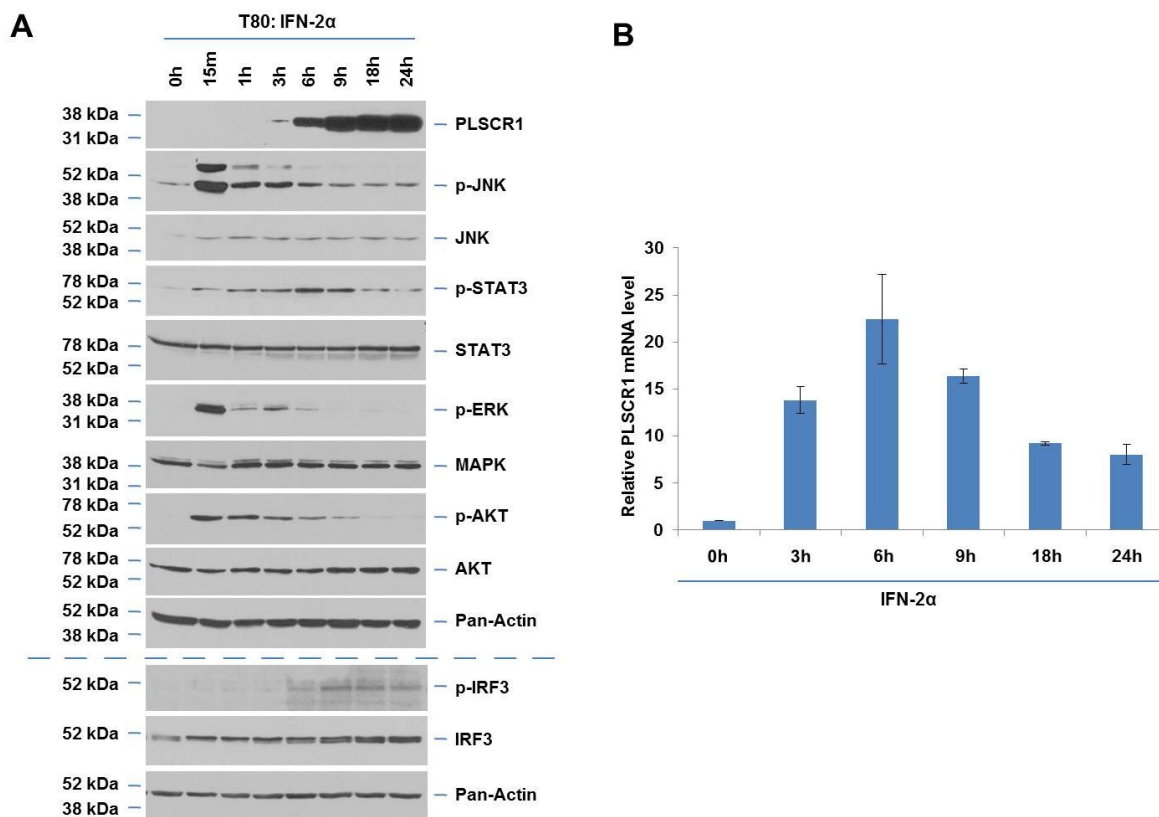 A
T80: IFN-2α
0h 15m 1h 3h 6h 9h 18h 24h
38 kDa
31 kDa
PLSCR1
52 kDa
38 kDa
p-JNK
52 kDa
38 kDa
JNK
78 kDa
52 kDa
p-STAT3
78 kDa
52 kDa
STAT3
38 kDa
31 kDa
p-ERK
38 kDa
31 kDa
MAPK
78 kDa
52 kDa
p-AKT
78 kDa
52 kDa
AKT
52 kDa
38 kDa
Pan-Actin
52 kDa
p-IRF3
52 kDa
IRF3
52 kDa
38 kDa
Pan-Actin
B
Relative PLSCR1 mRNA level
30
25
20
15
10
5
0
0h 3h 6h 9h 18h 24h
IFN-2α